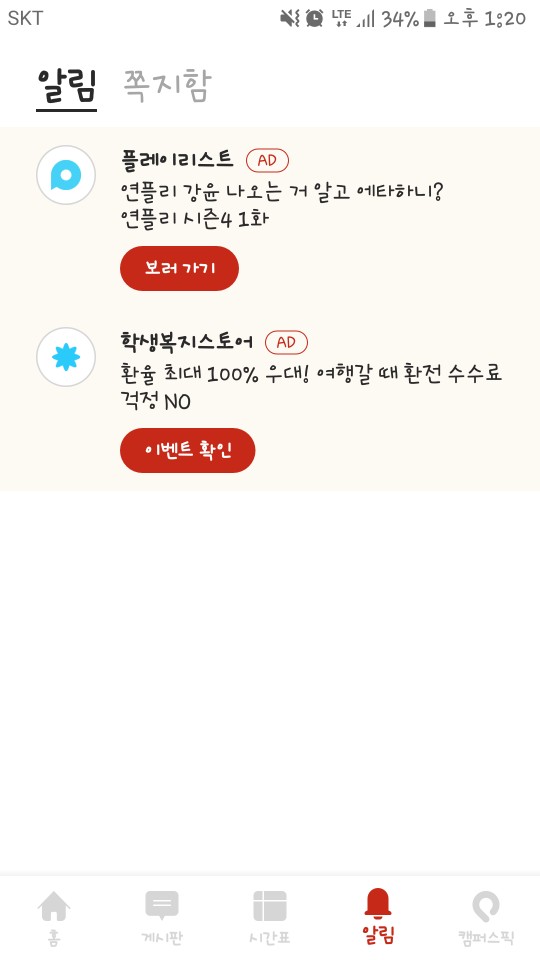 SKT LTE 34% 오후 1:20
알림 쪽지함
플레이리스트 AD
연플리 강윤 나오는 거 알고 에타하니?
연플리 시즌4 1화
보러 가기
학생복지스토어 AD
환율 최대 100% 우대! 여행갈 때 환전 수수료
걱정 NO
이벤트 확인
홈 게시판 시간표 알림 캠퍼스픽